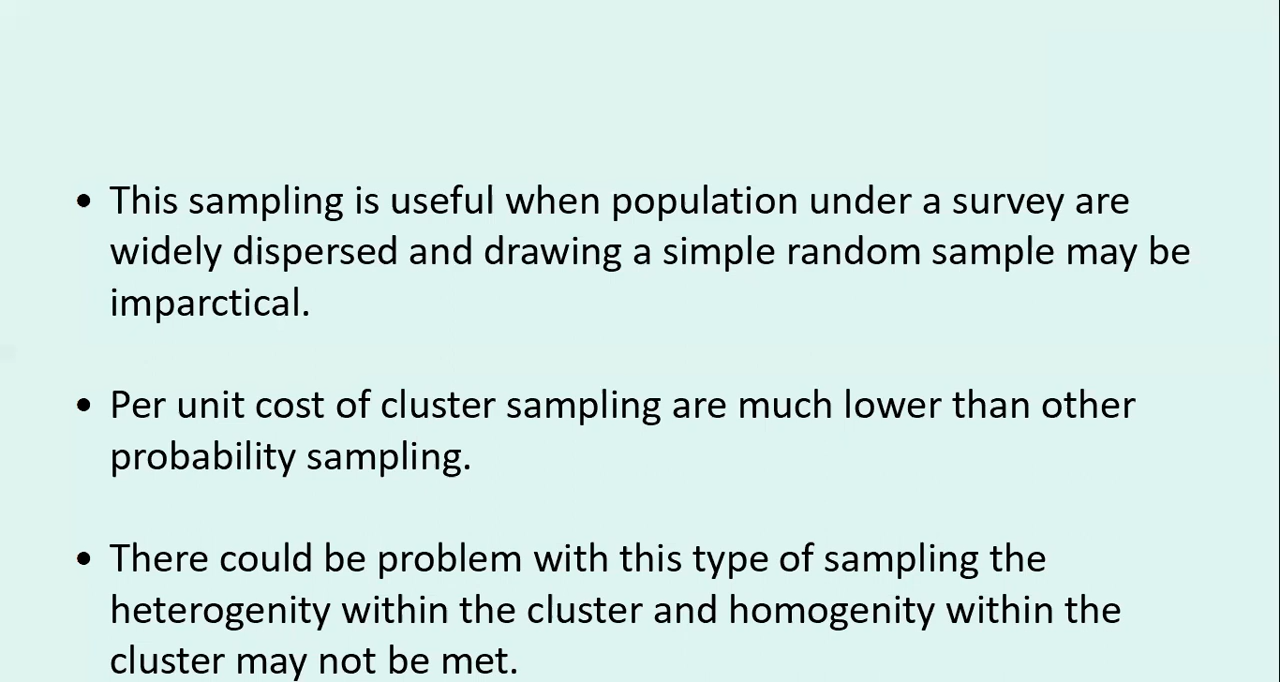 • This sampling is useful when population under a survey are
widely dispersed and drawing a simple random sample may be
imparctical.
• Per unit cost of cluster sampling are much lower than other
probability sampling.
• There could be problem with this type of sampling the
heterogenity within the cluster and homogenity within the
cluster may not be met.